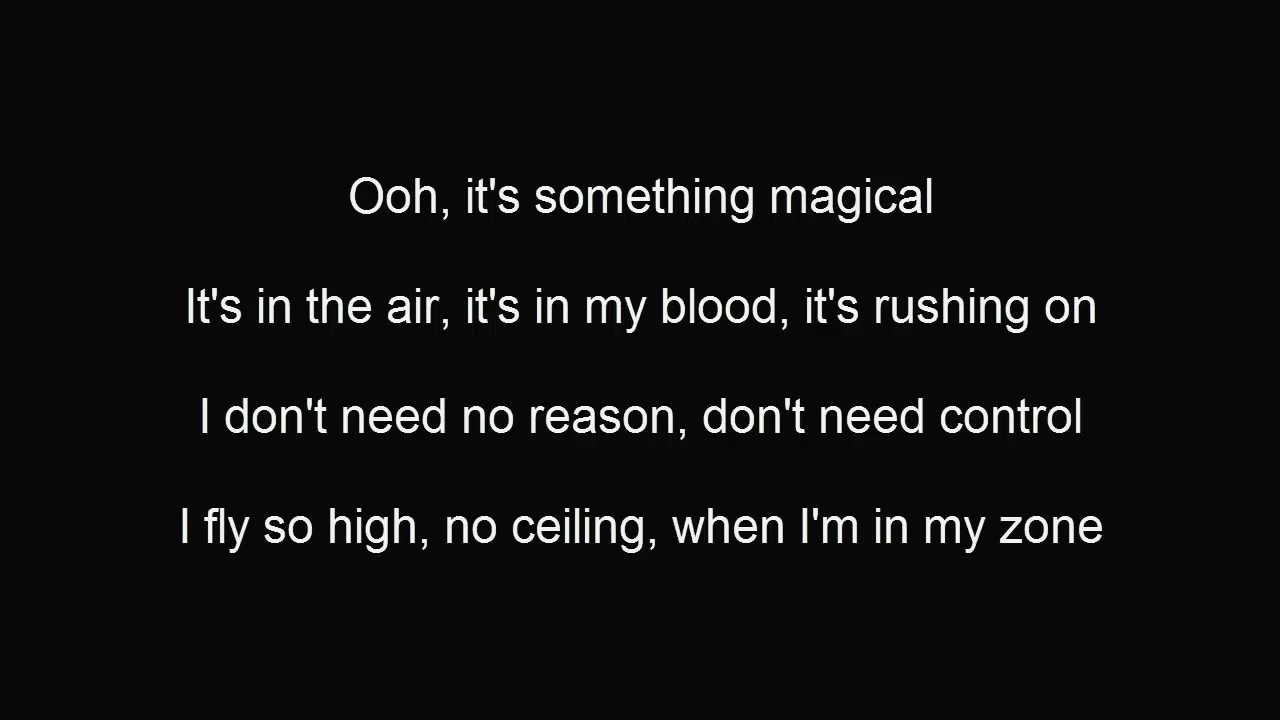 Ooh, it's something magical
It's in the air, it's in my blood, it's rushing on
I don't need no reason, don't need control
I fly so high, no ceiling, when I'm in my zone